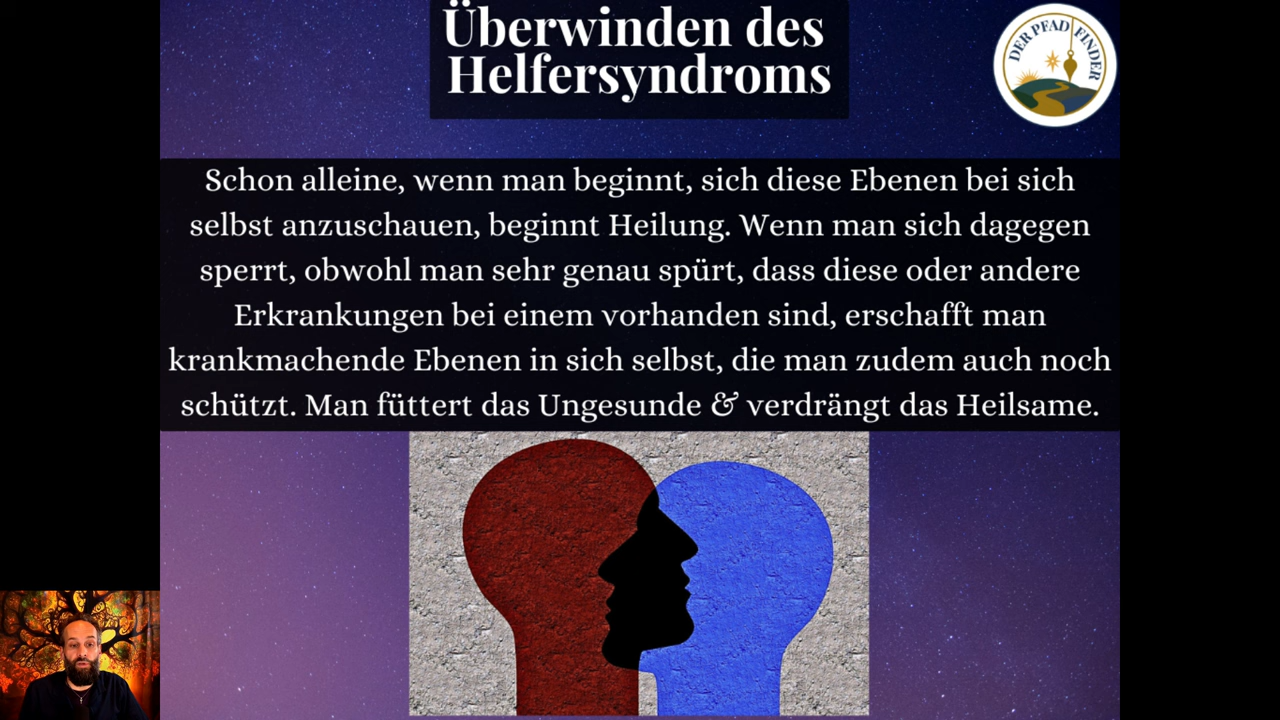 Überwinden des
Helfersyndroms
DER PFAD FINDER
Schon alleine, wenn man beginnt, sich diese Ebenen bei sich
selbst anzuschauen, beginnt Heilung. Wenn man sich dagegen
sperrt, obwohl man sehr genau spürt, dass diese oder andere
Erkrankungen bei einem vorhanden sind, erschafft man
krankmachende Ebenen in sich selbst, die man zudem auch noch
schützt. Man füttert das Ungesunde & verdrängt das Heilsame.